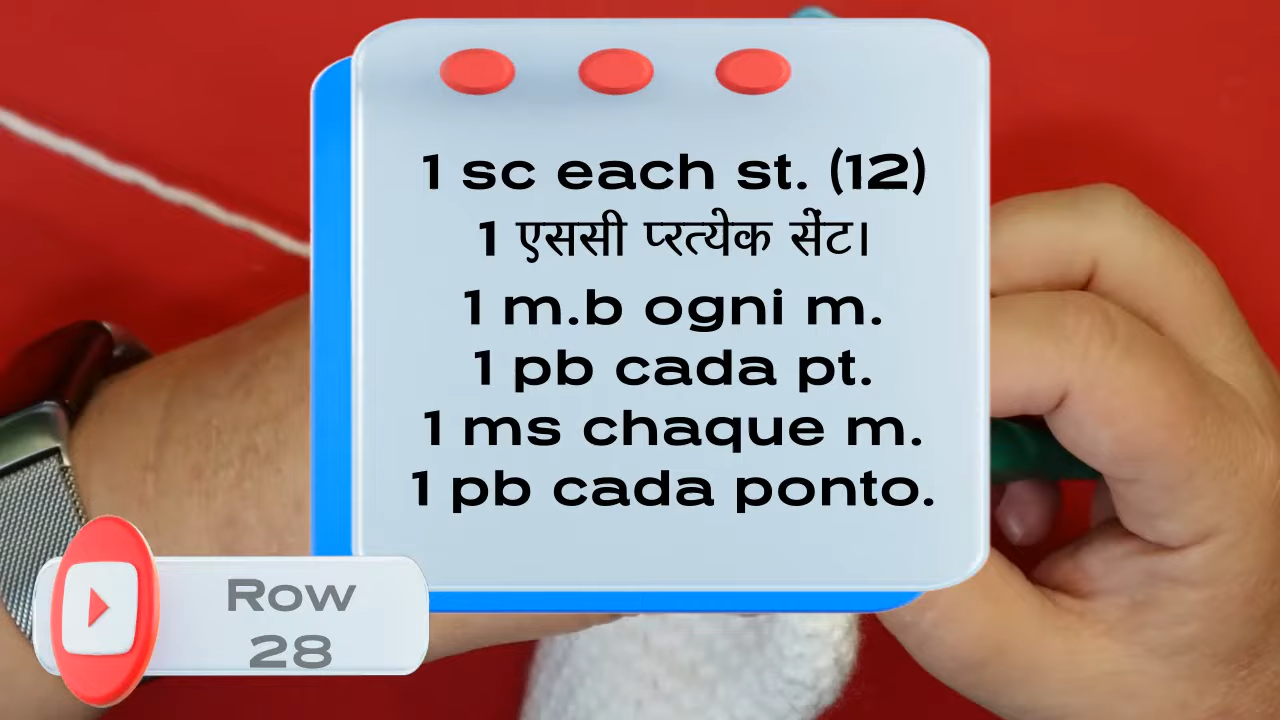 1 sc each st. (12)
1 एससी प्रत्येक सेंट।
1 m.b ogni m.
1 pb cada pt.
1 ms chaque m.
1 pb cada ponto.
Row
28